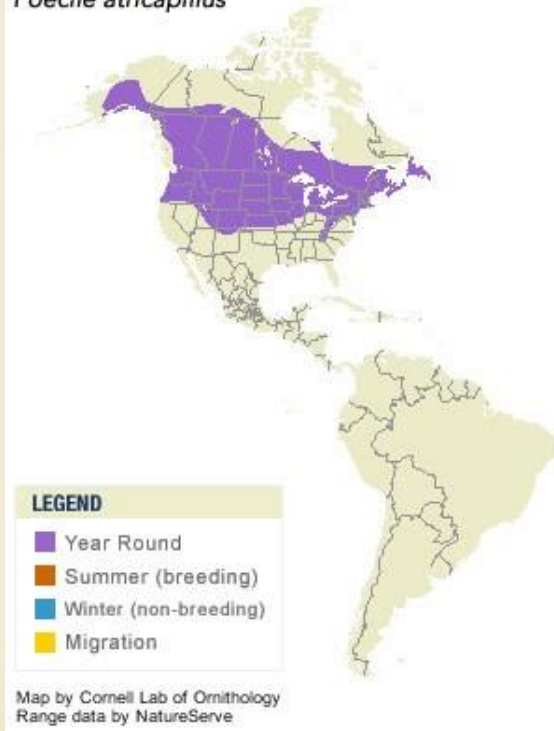 Poecile atricapillus
LEGEND
Year Round
Summer (breeding)
Winter (non-breeding)
Migration
Map by Cornell Lab of Ornithology
Range data by NatureServe